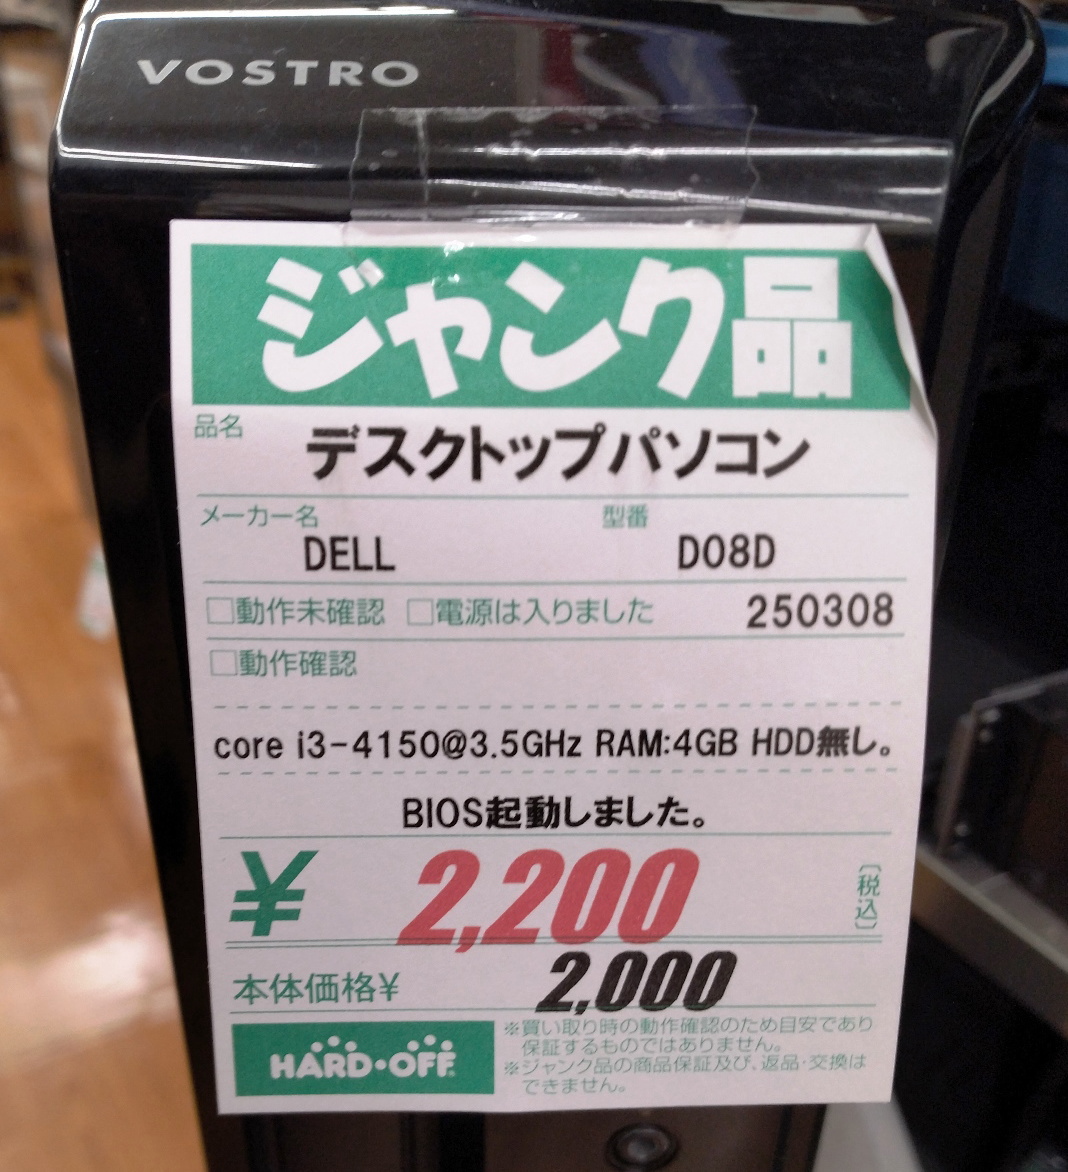 VOSTRO
ジャンク品
品名
デスクトップパソコン
メーカー名 型番
DELL D08D
□動作未確認 □電源は入りました 250308
□動作確認
core i3-4150@3.5GHz RAM:4GB HDD無し。
BIOS起動しました。
¥ 2,200 〔税込〕
本体価格¥ 2,000
HARD・OFF
※買い取り時の動作確認のため目安であり
保証するものではありません。
※ジャンク品の商品保証及び、返品・交換は
できません。